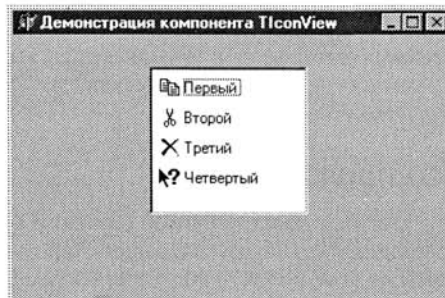 Демонстрация компонента TIconView
Первый
Второй
Третий
Четвертый